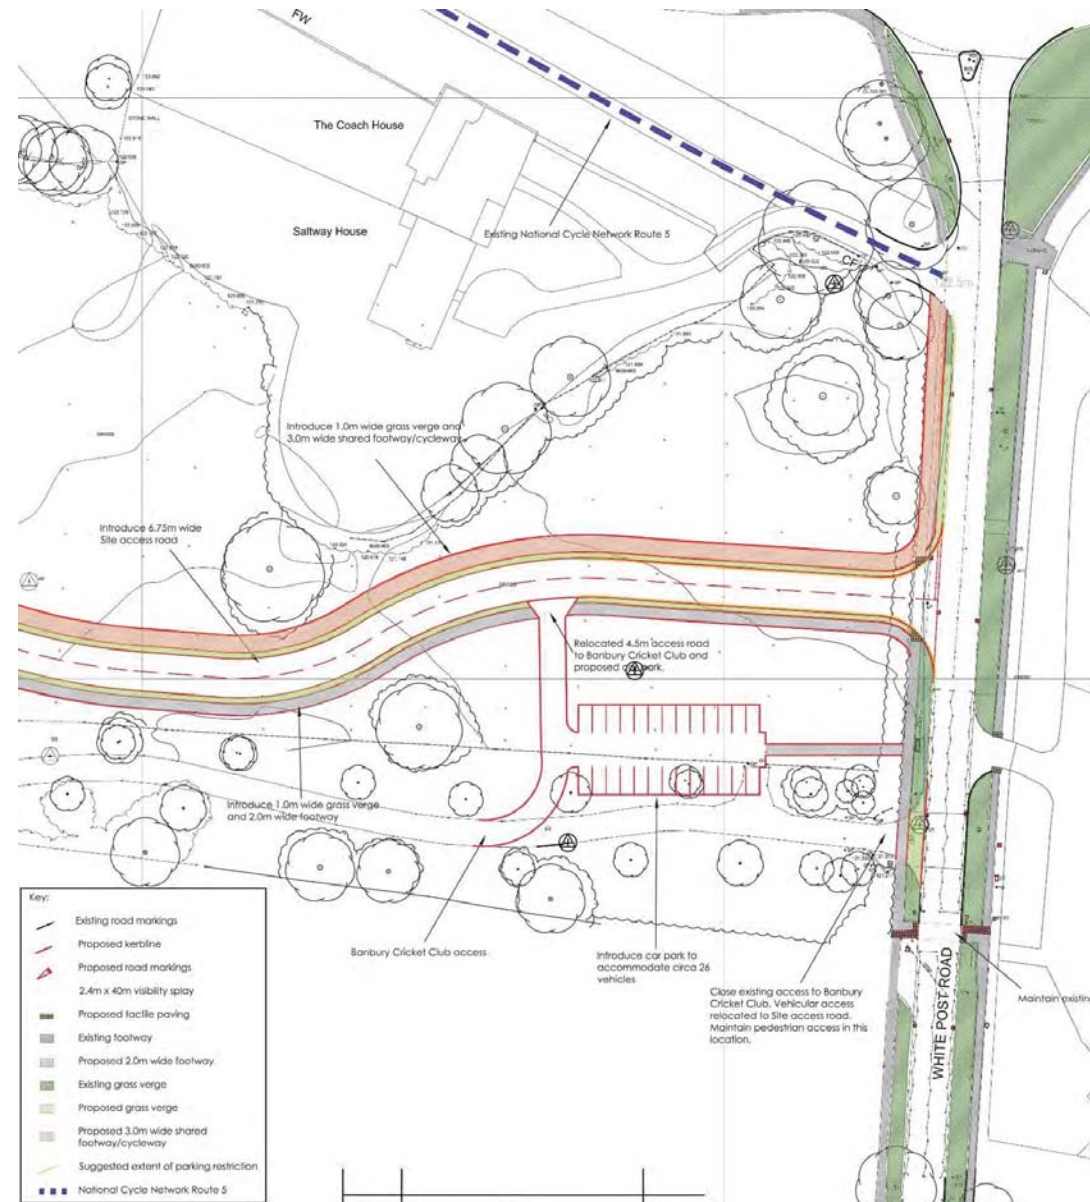 FW
The Coach House
Saltway House
Existing National Cycle Network Route 5
Introduce 1.0m wide grass verge and
3.0m wide shared footway/cycleway
Introduce 6.75m wide
Site access road
Relocated 4.5m access road
to Banbury Cricket Club and
proposed car park.
Introduce 1.0m wide grass verge
and 2.0m wide footway
Banbury Cricket Club access
Introduce car park to
accommodate circa 26
vehicles
Close existing access to Banbury
Cricket Club. Vehicular access
relocated to Site access road.
Maintain pedestrian access in this
location.
Maintain existing
WHITE POST ROAD
Key:
Existing road markings
Proposed kerbline
Proposed road markings
2.4m x 40m visibility splay
Proposed tactile paving
Existing footway
Proposed 2.0m wide footway
Existing grass verge
Proposed grass verge
Proposed 3.0m wide shared
footway/cycleway
Suggested extent of parking restriction
National Cycle Network Route 5